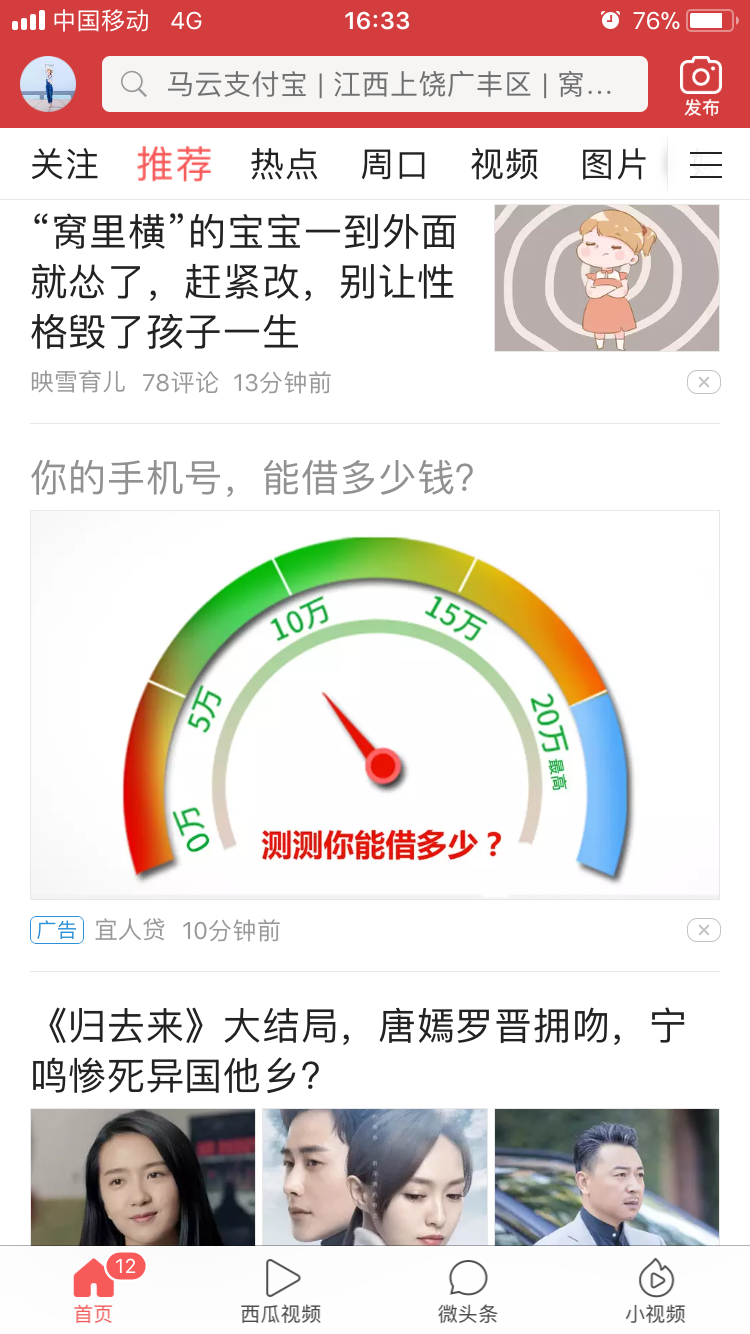 中国移动 4G 16:33 76%
马云支付宝 | 江西上饶广丰区 | 窝...
发布
关注 推荐 热点 周口 视频 图片
“窝里横”的宝宝一到外面
就怂了，赶紧改，别让性
格毁了孩子一生
映雪育儿 78评论 13分钟前
你的手机号，能借多少钱?
0万 5万 10万 15万 20万 最高
测测你能借多少？
广告 宜人贷 10分钟前
《归去来》大结局，唐嫣罗晋拥吻，宁
鸣惨死异国他乡?
12
首页 西瓜视频 微头条 小视频